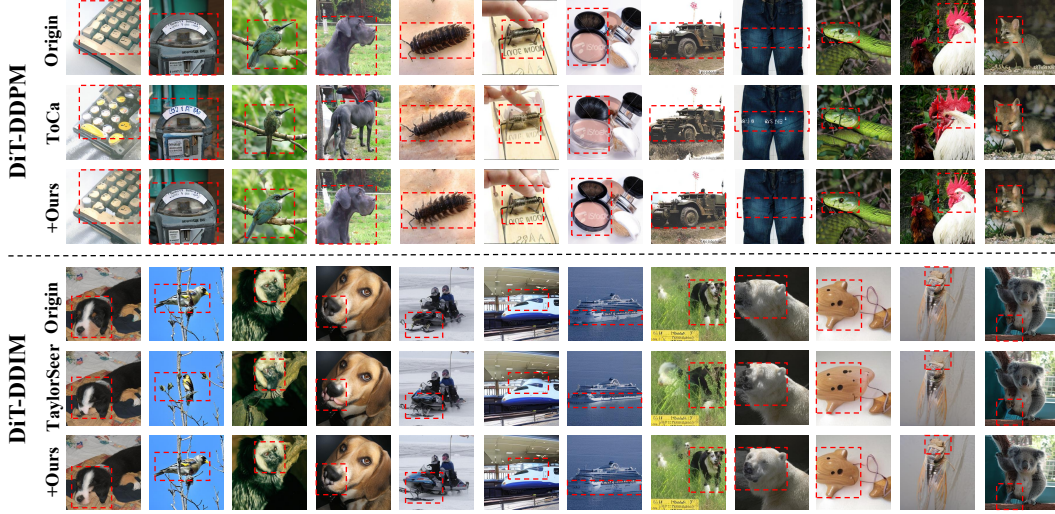 DiT-DDPM
Origin
ToCa
+Ours
DiT-DDIM
Origin
TaylorSeer
+Ours